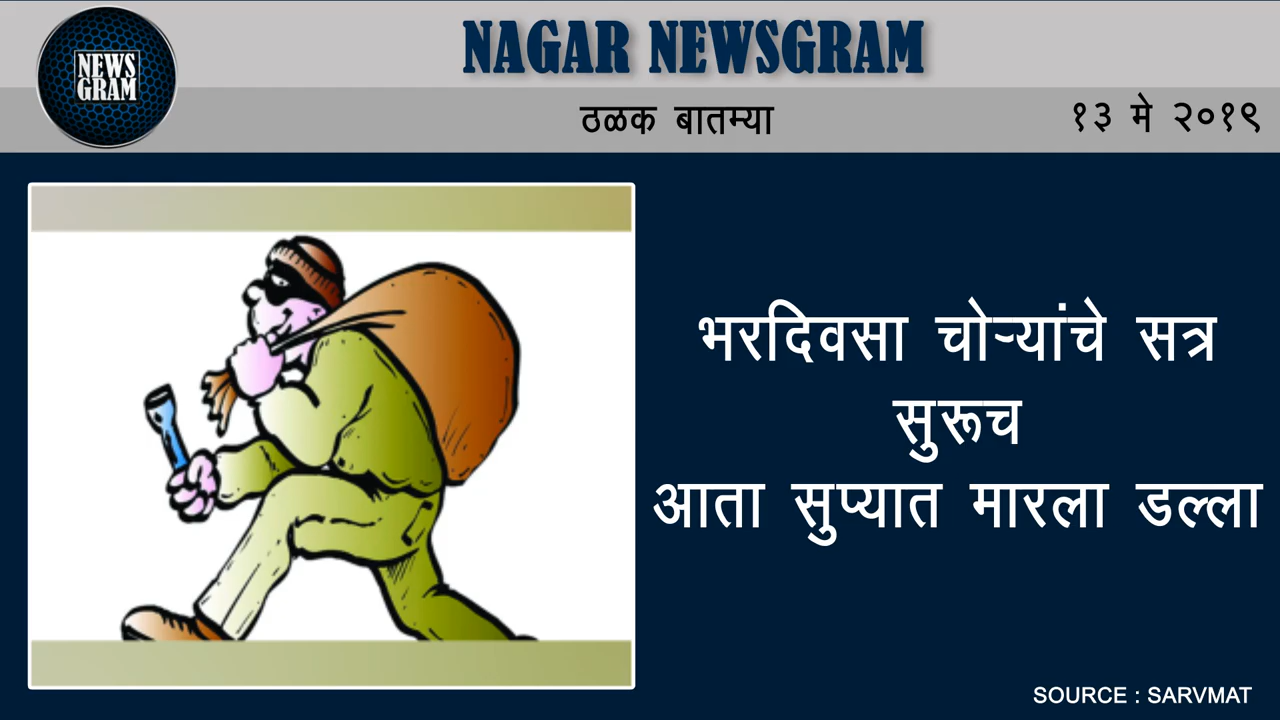 NEWS
GRAM
NAGAR NEWSGRAM
ठळक बातम्या
१३ मे २०१९
भरदिवसा चोऱ्यांचे सत्र
सुरूच
आता सुप्यात मारला डल्ला
SOURCE : SARVMAT